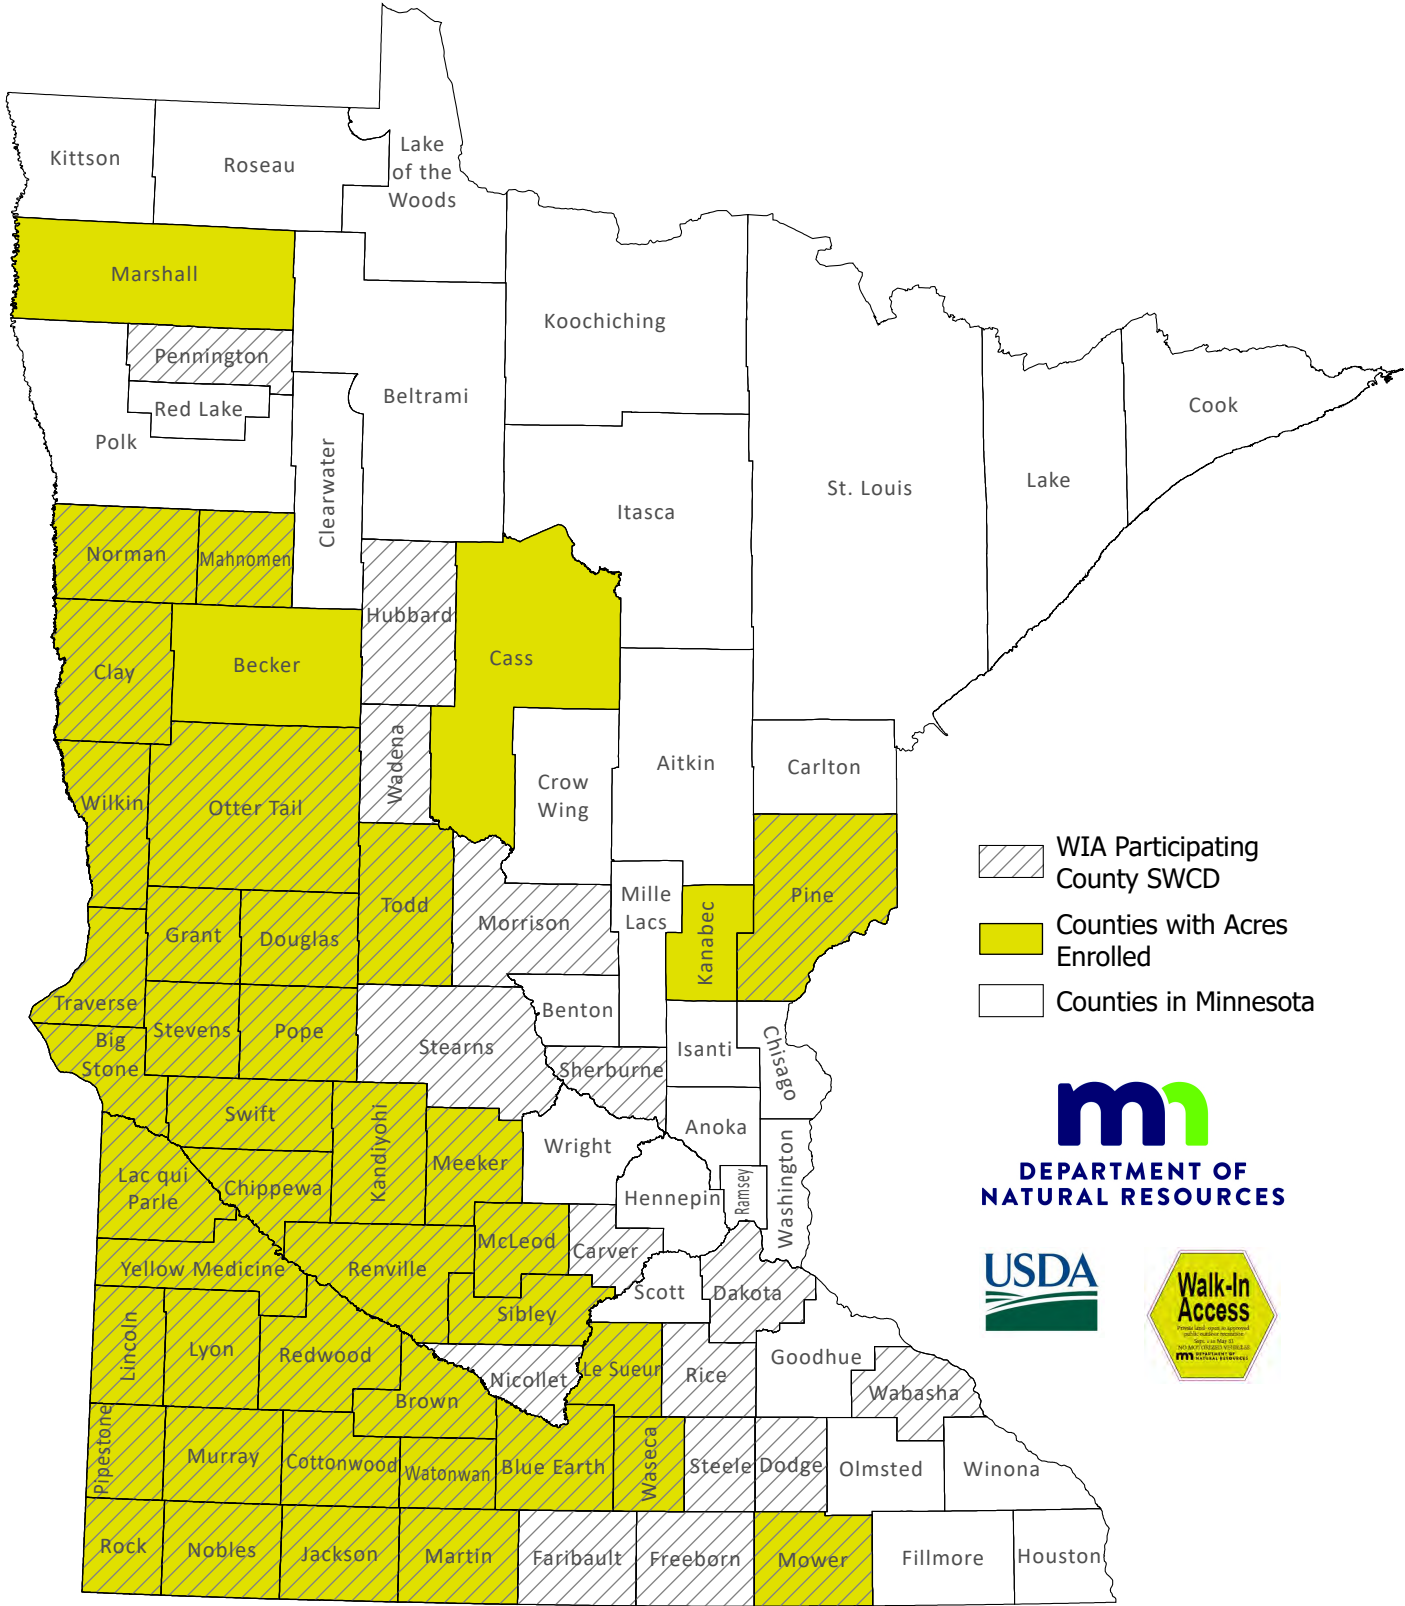 Kittson
Roseau
Lake
of the
Woods
Marshall
Koochiching
Pennington
Red Lake
Beltrami
Cook
Polk
Clearwater
St. Louis
Lake
Itasca
Norman
Mahnomen
Hubbard
Clay
Becker
Cass
Wadena
Aitkin
Carlton
Crow
Wing
Wilkin
Otter Tail
Todd
Morrison
Mille
Lacs
Kanabec
Pine
Grant
Douglas
Traverse
Stevens
Pope
Benton
Big
Stone
Stearns
Sherburne
Isanti
Chisago
Swift
Kandiyohi
Meeker
Wright
Anoka
Lac qui
Parle
Chippewa
Hennepin
Ramsey
Washington
Yellow Medicine
Renville
McLeod
Carver
Scott
Dakota
Sibley
Lincoln
Lyon
Redwood
Nicollet
Le Sueur
Rice
Goodhue
Wabasha
Brown
Pipestone
Murray
Cottonwood
Watonwan
Blue Earth
Waseca
Steele
Dodge
Olmsted
Winona
Rock
Nobles
Jackson
Martin
Faribault
Freeborn
Mower
Fillmore
Houston
WIA Participating
County SWCD
Counties with Acres
Enrolled
Counties in Minnesota
mn
DEPARTMENT OF
NATURAL RESOURCES
USDA
Walk-In
Access
mn DEPARTMENT OF
NATURAL RESOURCES